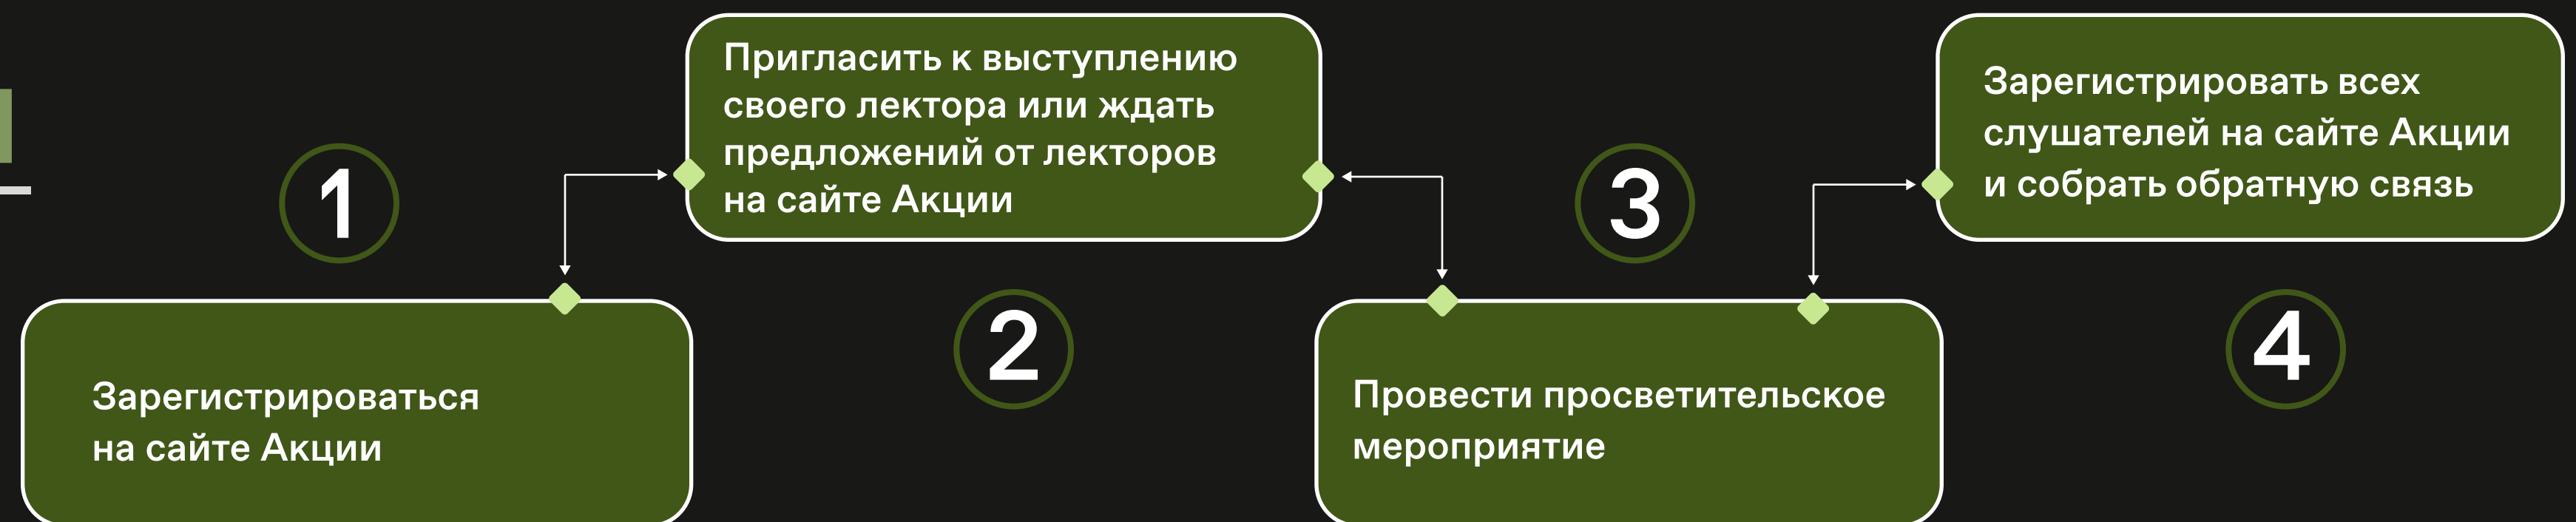 1
Зарегистрироваться
на сайте Акции
Пригласить к выступлению
своего лектора или ждать
предложений от лекторов
на сайте Акции
2
3
Провести просветительское
мероприятие
Зарегистрировать всех
слушателей на сайте Акции
и собрать обратную связь
4